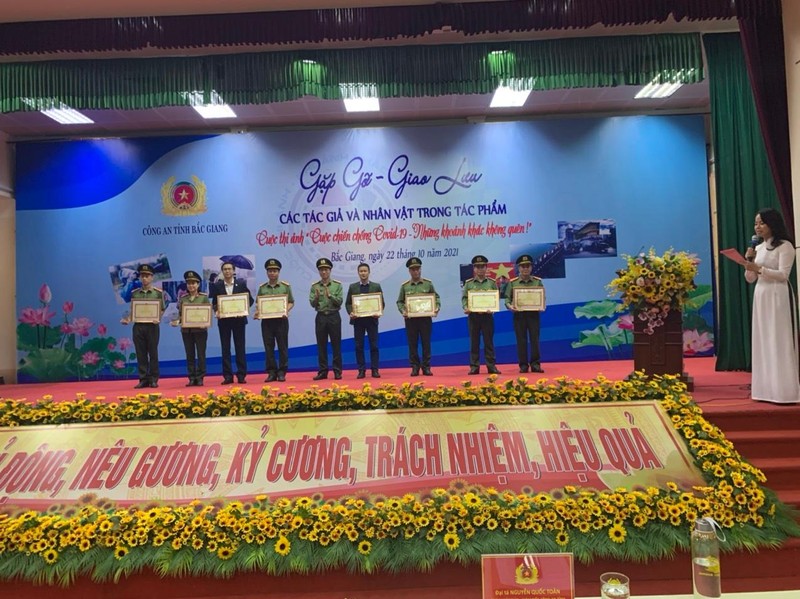 Gặp Gỡ - Giao Lưu
CÔNG AN TỈNH BẮC GIANG
CÁC TÁC GIẢ VÀ NHÂN VẬT TRONG TÁC PHẨM
Cuộc thi ảnh "Cuộc chiến chống Covid-19 - Những khoảnh khắc không quên!"
Bắc Giang, ngày 22 tháng 10 năm 2021
ĐỘNG, NÊU GƯƠNG, KỶ CƯƠNG, TRÁCH NHIỆM, HIỆU QUẢ
Đại tá NGUYỄN QUỐC TOẢN